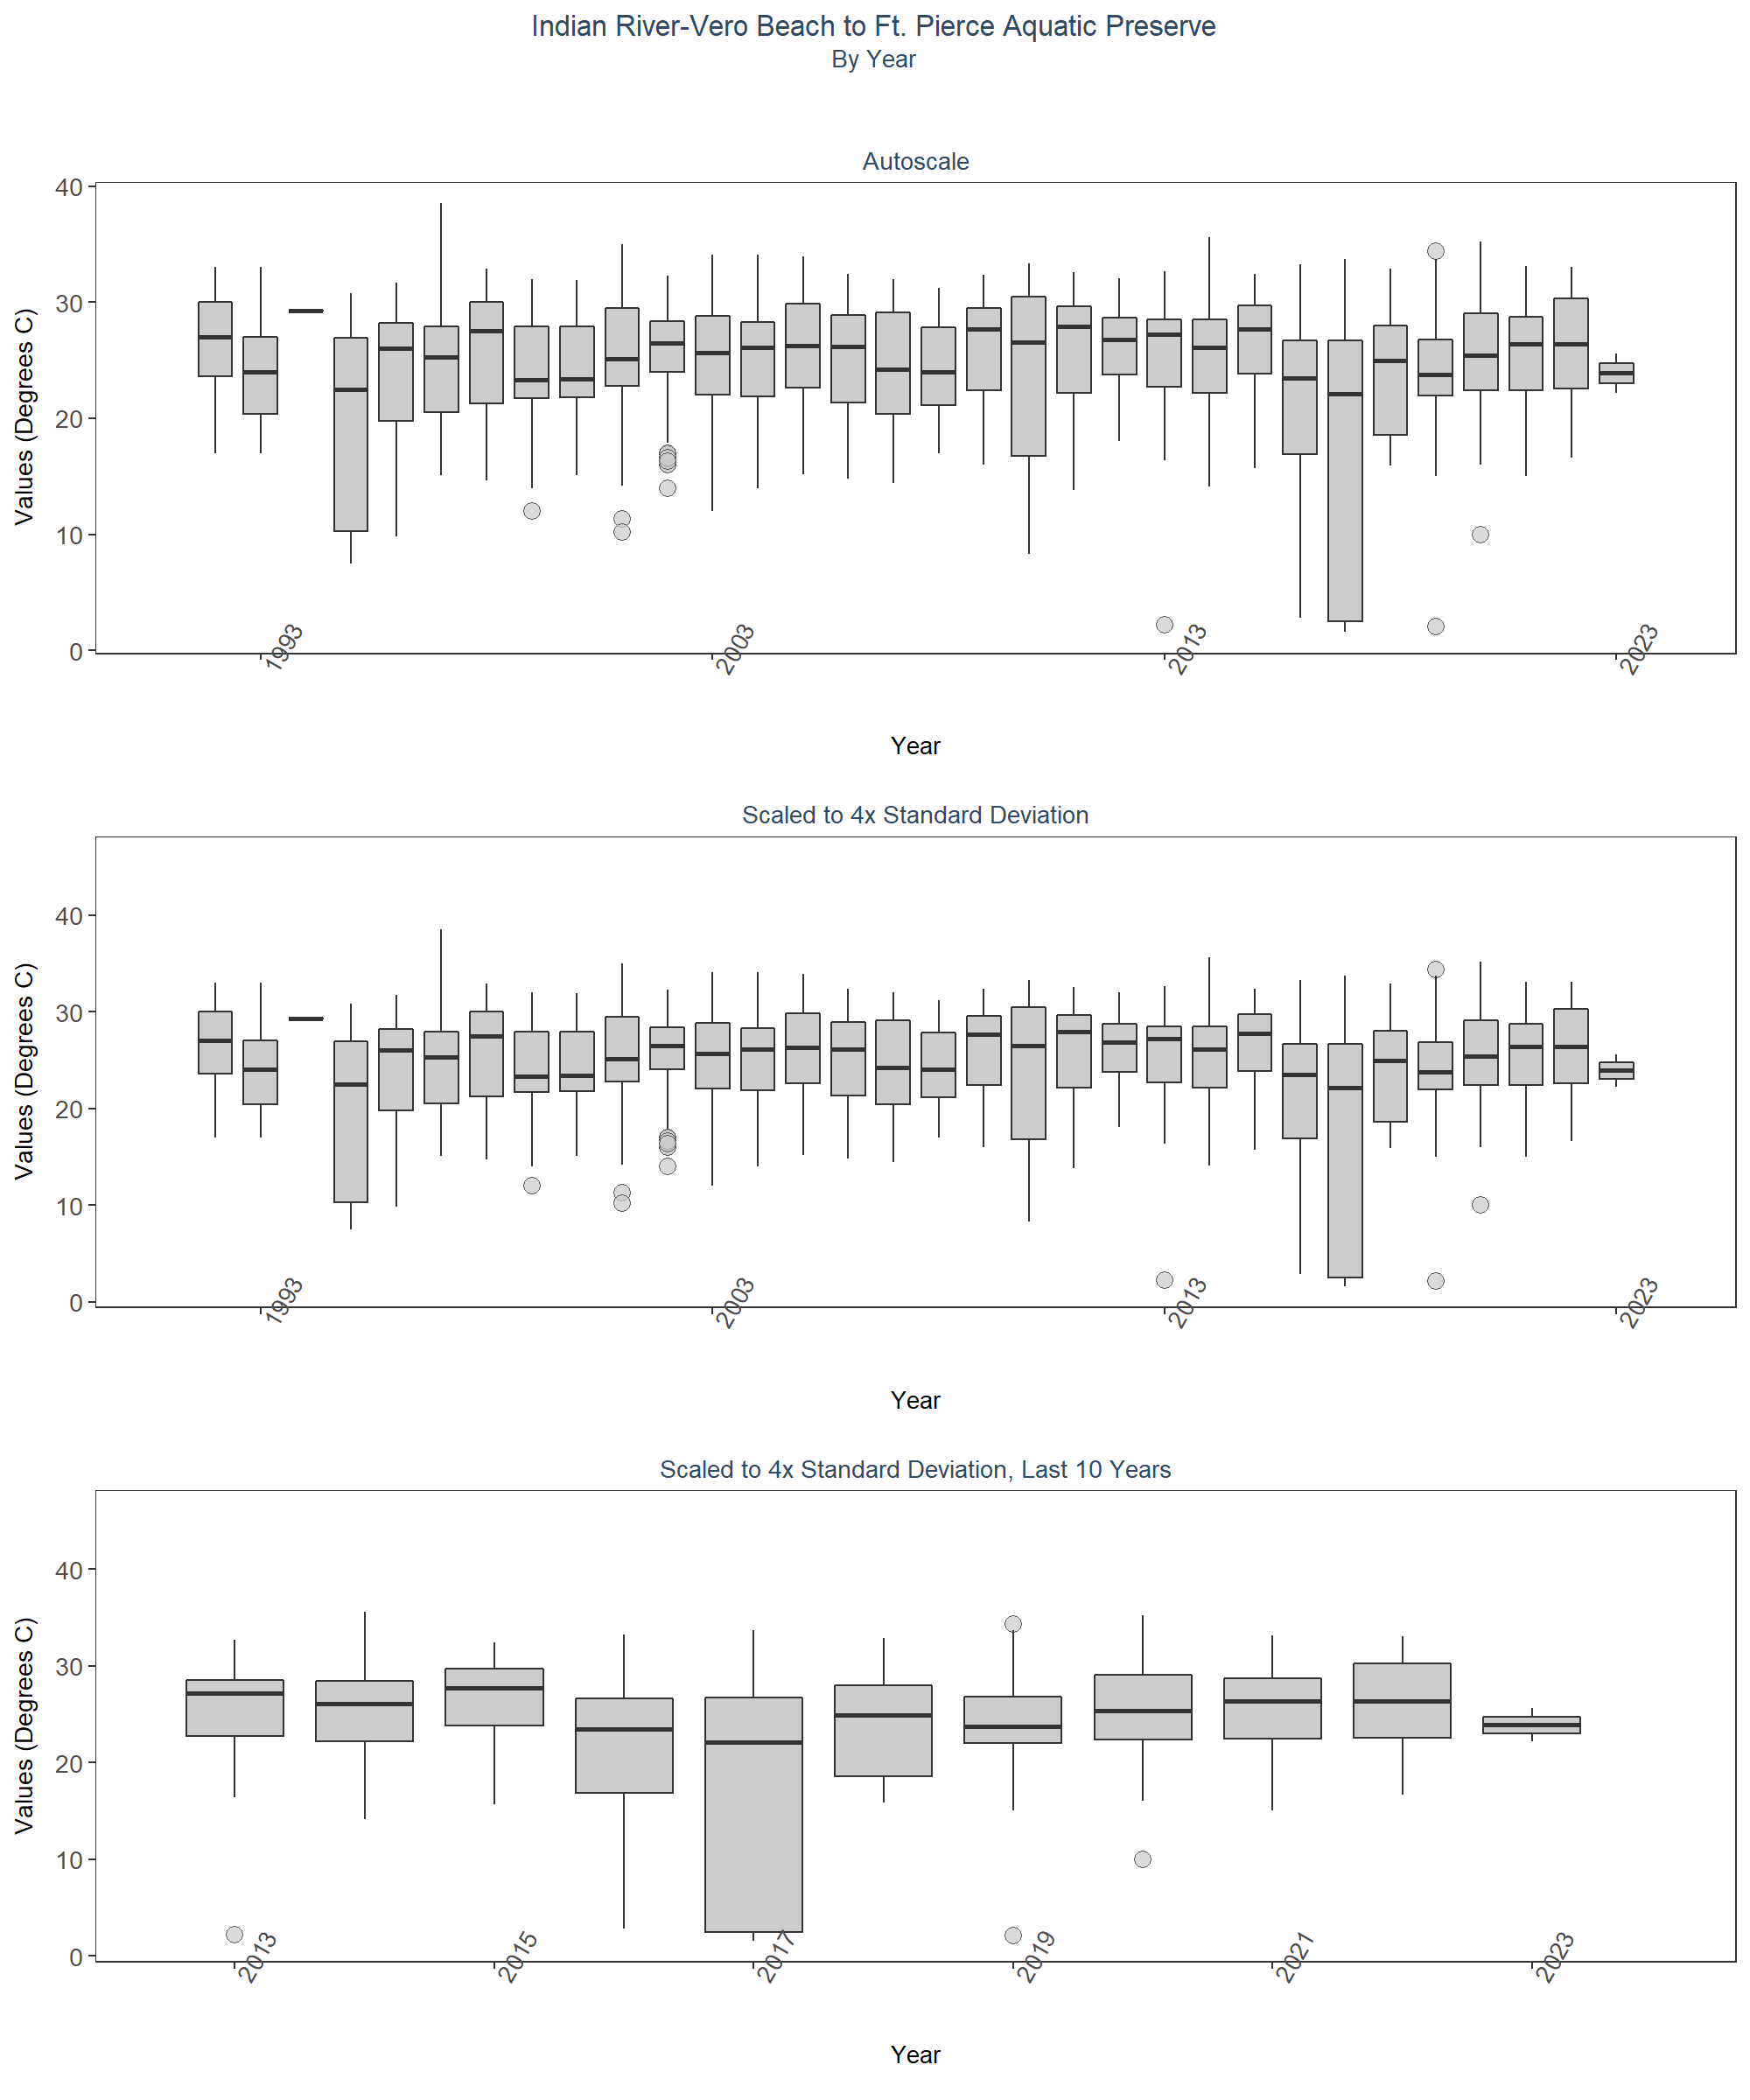 Indian River-Vero Beach to Ft. Pierce Aquatic Preserve
By Year
Autoscale
Values (Degrees C)
40
30
20
10
0
1993
2003
2013
2023
Year
Scaled to 4x Standard Deviation
Values (Degrees C)
40
30
20
10
0
1993
2003
2013
2023
Year
Scaled to 4x Standard Deviation, Last 10 Years
Values (Degrees C)
40
30
20
10
0
2013
2015
2017
2019
2021
2023
Year